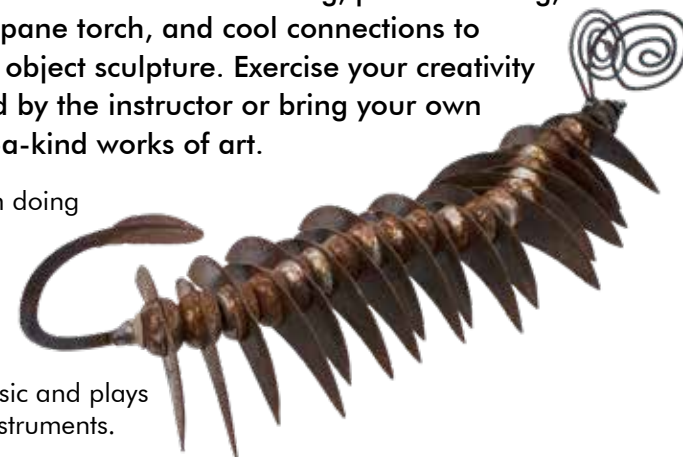 pane torch, and cool connections to
object sculpture. Exercise your creativity
d by the instructor or bring your own
a-kind works of art.
n doing
sic and plays
struments.